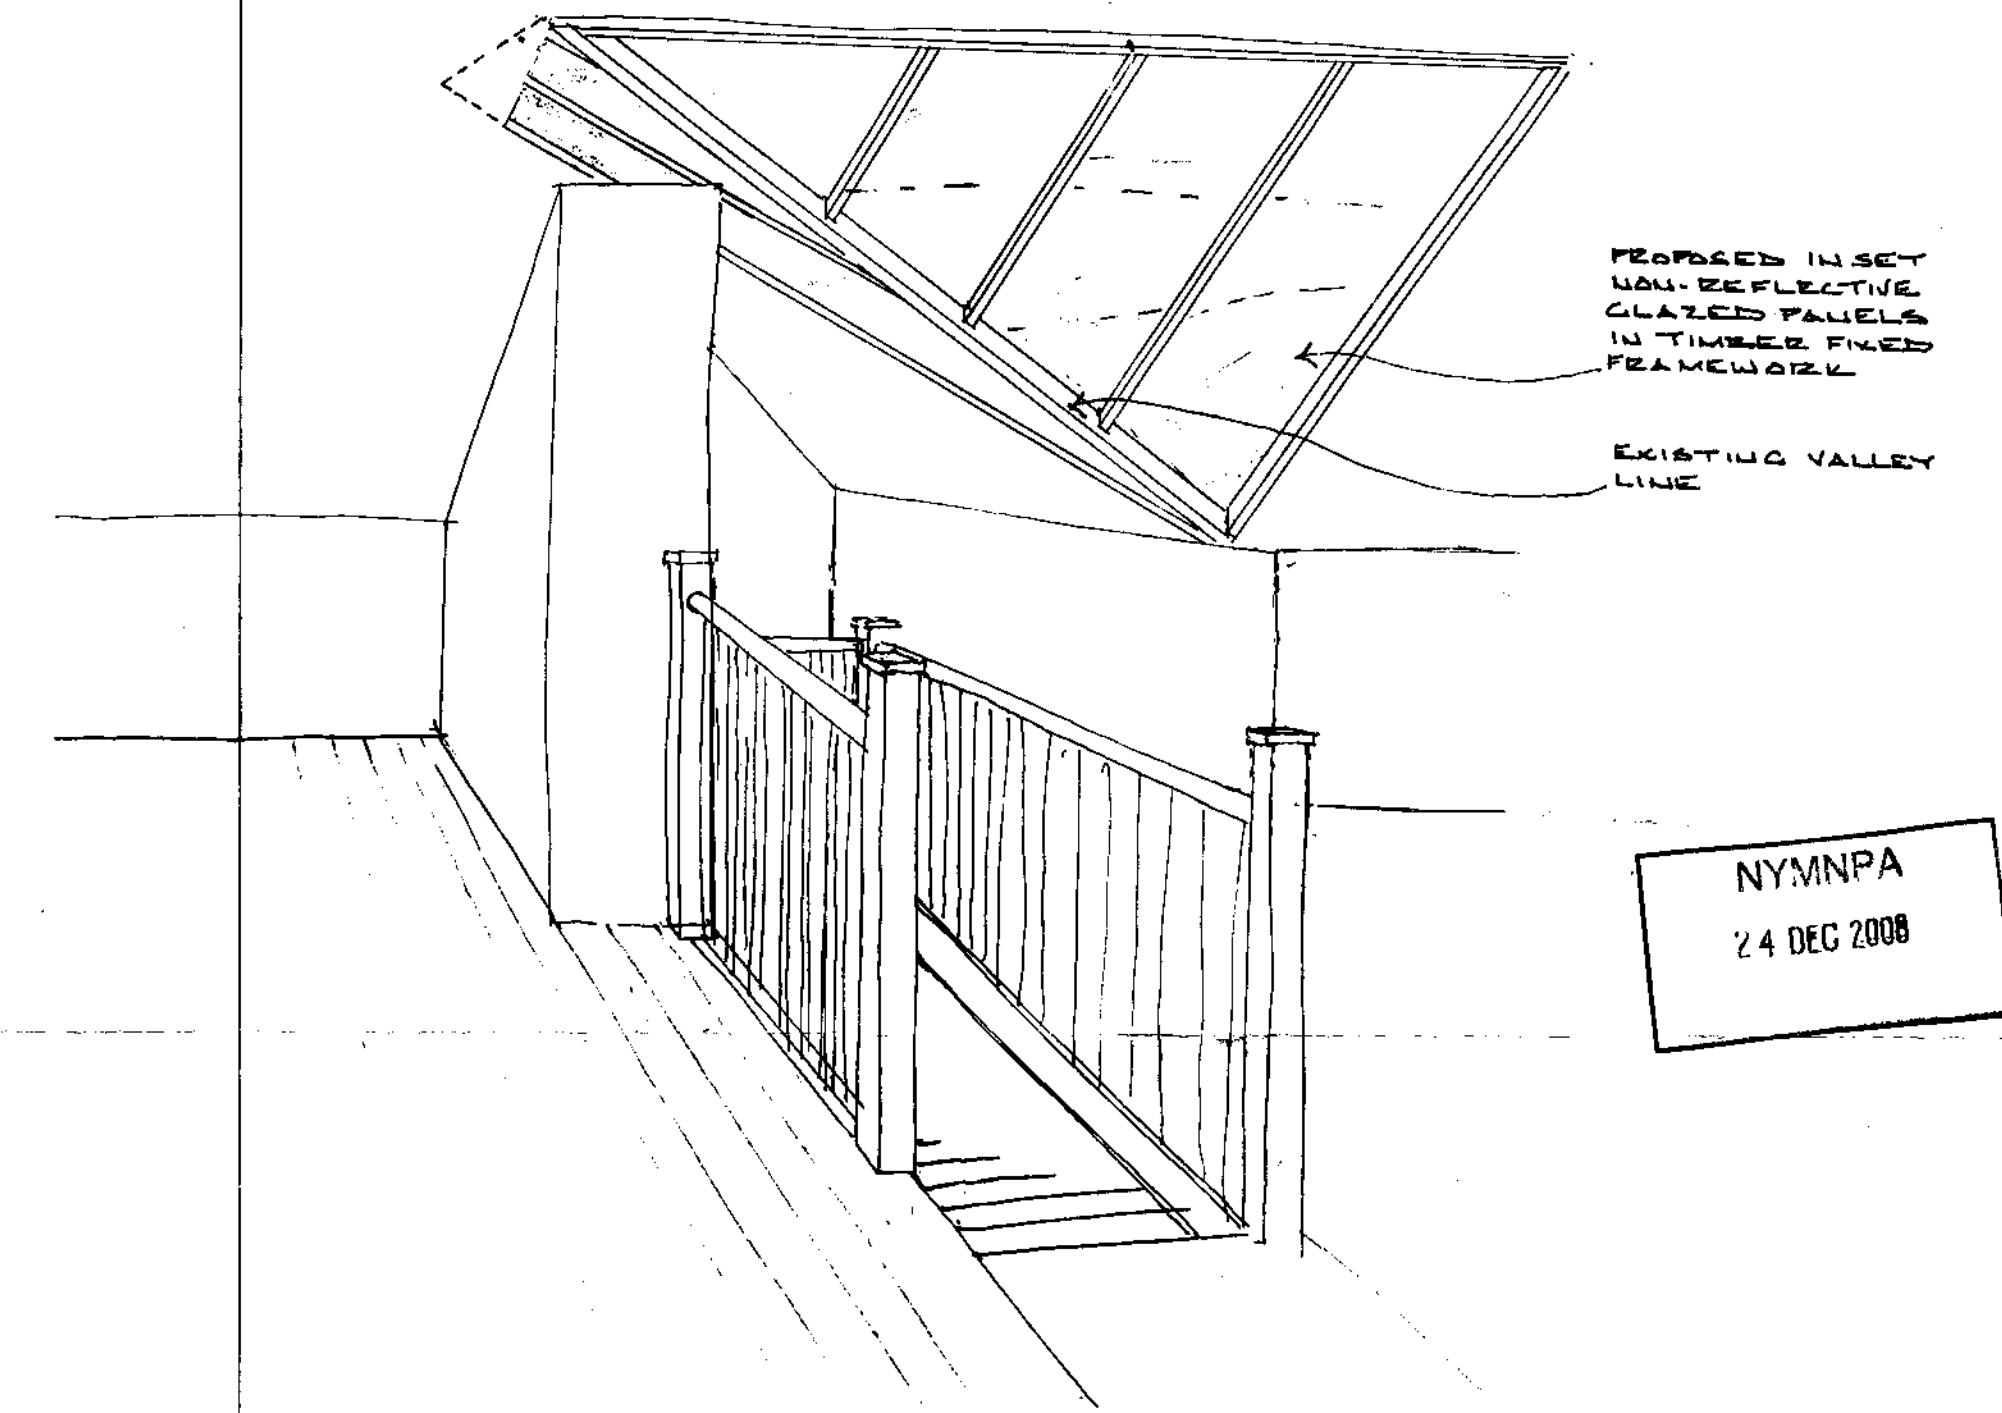 PROPOSED INSET
NON-REFLECTIVE
GLAZED PANELS
IN TIMBER FIXED
FRAMEWORK
EXISTING VALLEY
LINE
NYMNPA
24 DEC 2008